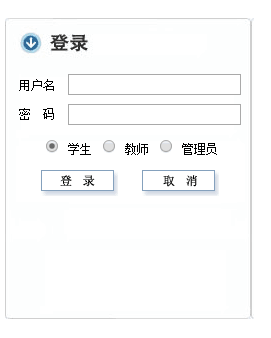 登录
用户名
密 码
学生 教师 管理员
登 录 取 消